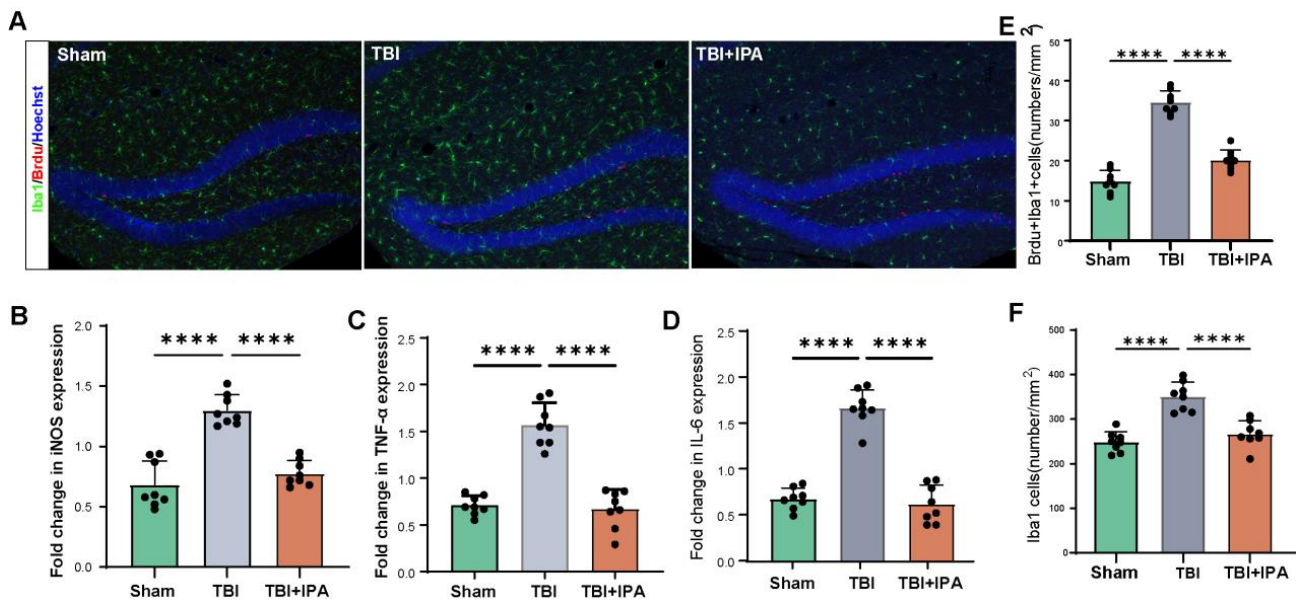 A
Sham
TBI
TBI+IPA
Iba1/Brdu/Hoechst
E
Brdu+Iba1+cells(numbers/mm 2)
50
40
30
20
10
0
**** ****
Sham TBI TBI+IPA
B
Fold change in iNOS expression
2.0
1.5
1.0
0.5
0.0
**** ****
Sham TBI TBI+IPA
C
Fold change in TNF-α expression
2.5
2.0
1.5
1.0
0.5
0.0
**** ****
Sham TBI TBI+IPA
D
Fold change in IL-6 expression
2.5
2.0
1.5
1.0
0.5
0.0
**** ****
Sham TBI TBI+IPA
F
Iba1 cells(number/mm 2)
500
400
300
200
100
0
**** ****
Sham TBI TBI+IPA